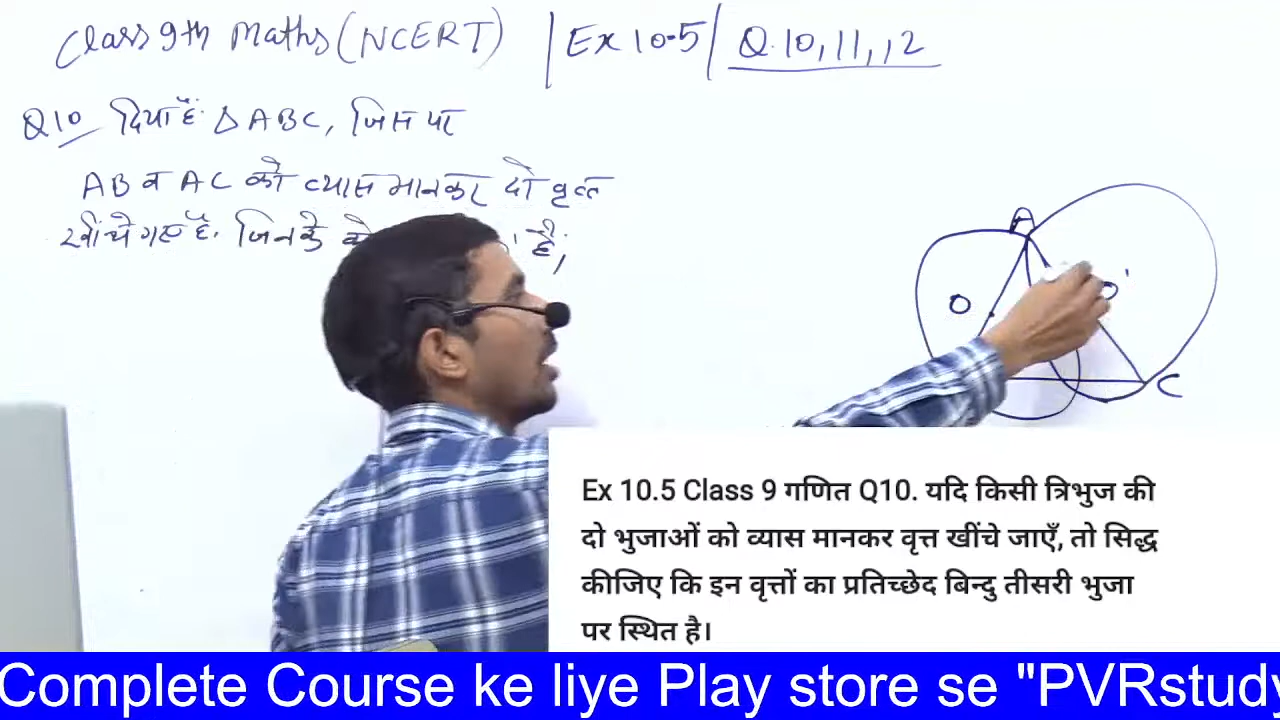 Class 9th Maths (NCERT) | Ex 10.5 | Q. 10, 11, 12
Q10 दिया है. Δ ABC, जिस पर
AB व AC को व्यास मानकर दो वृत्त
खींचे गए है. जिनके है,
A
O
O'
C
Ex 10.5 Class 9 गणित Q10. यदि किसी त्रिभुज की
दो भुजाओं को व्यास मानकर वृत्त खींचे जाएँ, तो सिद्ध
कीजिए कि इन वृत्तों का प्रतिच्छेद बिन्दु तीसरी भुजा
पर स्थित है।
Complete Course ke liye Play store se "PVRstudy